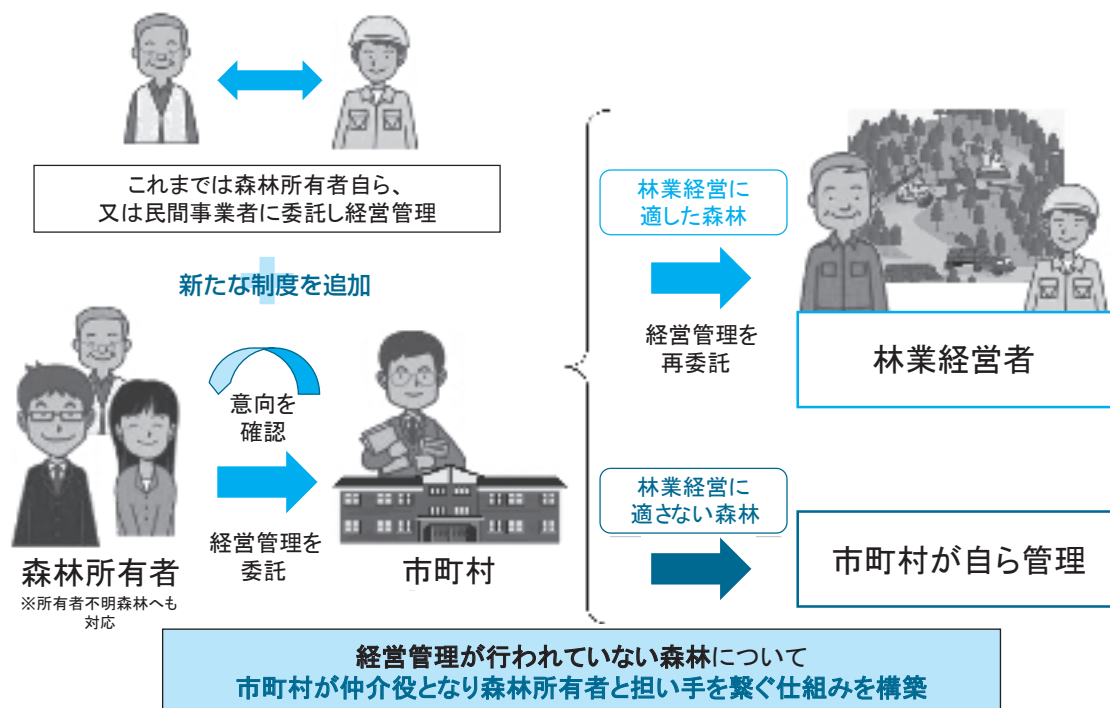 これまでは森林所有者自ら、
又は民間事業者に委託し経営管理
新たな制度を追加
意向を
確認
経営管理を
委託
森林所有者
※所有者不明森林へも
対応
市町村
林業経営に
適した森林
経営管理を
再委託
林業経営者
林業経営に
適さない森林
市町村が自ら管理
経営管理が行われていない森林について
市町村が仲介役となり森林所有者と担い手を繋ぐ仕組みを構築